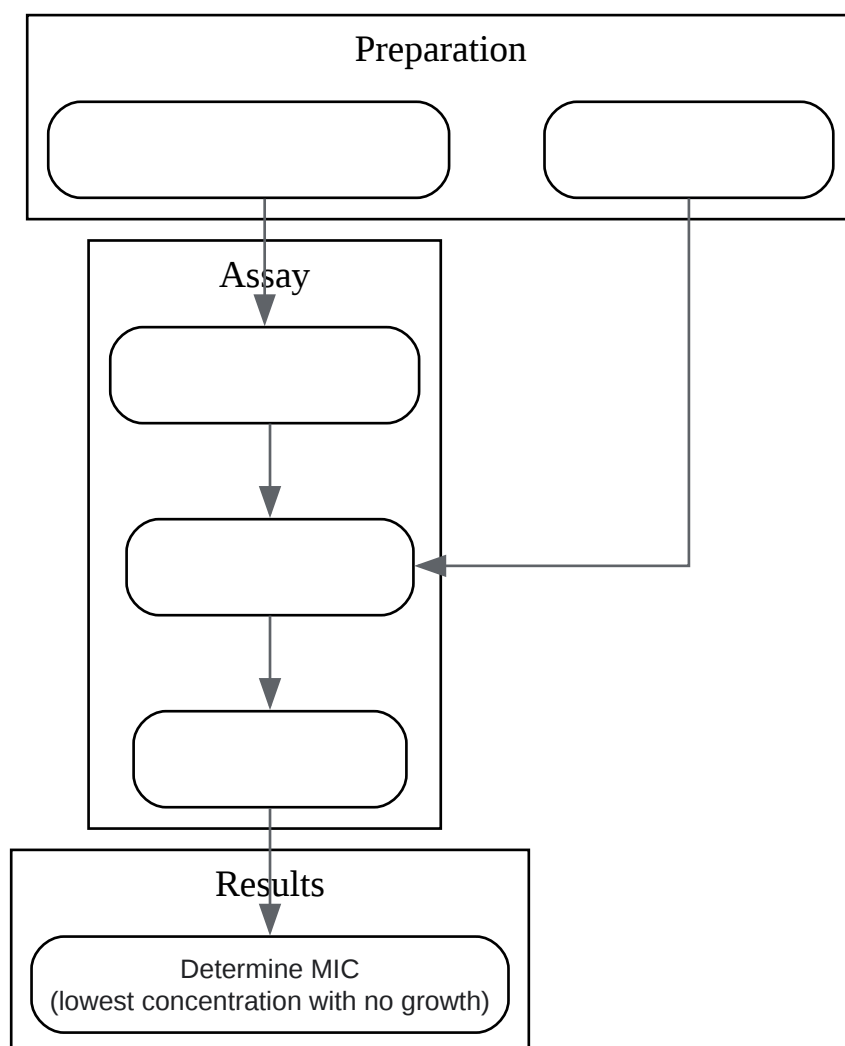 Preparation
Assay
Results
Determine MIC
(lowest concentration with no growth)